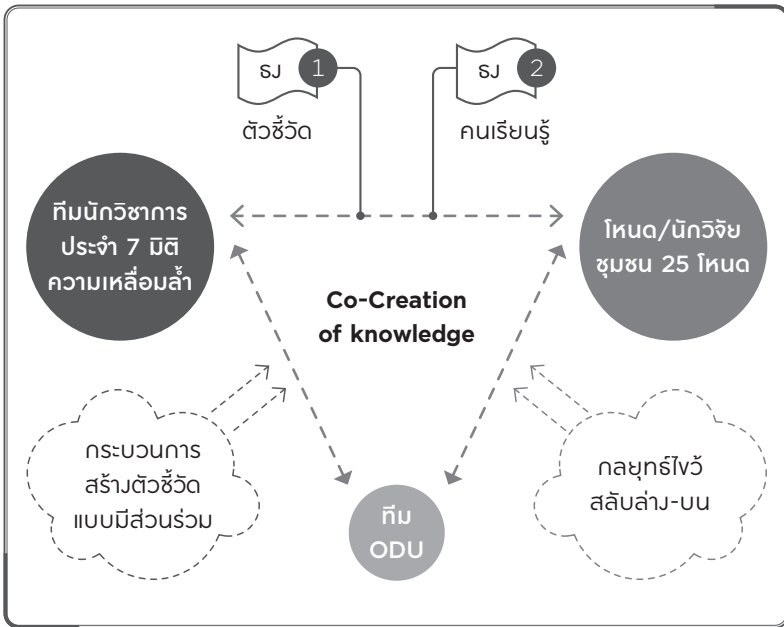 ธง 1
ตัวชี้วัด
ธง 2
คนเรียนรู้
ทีมนักวิชาการ
ประจำ 7 มิติ
ความเหลื่อมล้ำ
โหนด/นักวิจัย
ชุมชน 25 โหนด
Co-Creation
of knowledge
กระบวนการ
สร้างตัวชี้วัด
แบบมีส่วนร่วม
กลยุทธ์ไขว้
สลับล่าง-บน
ทีม
ODU